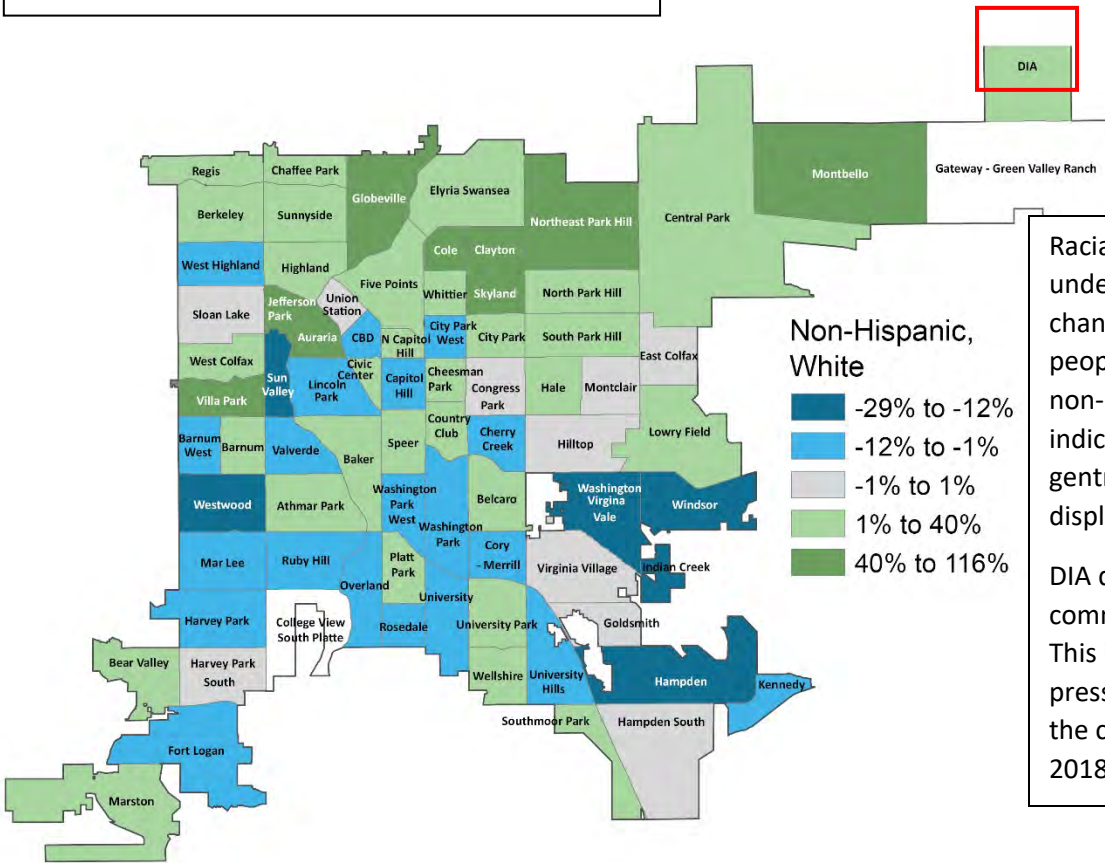 DIA
Montbello
Gateway - Green Valley Ranch
Regis
Chaffee Park
Globeville
Elyria Swansea
Northeast Park Hill
Central Park
Berkeley
Sunnyside
West Highland
Highland
Cole
Clayton
Five Points
Whittier
Skyland
North Park Hill
Sloan Lake
Jefferson
Park
Union
Station
Auraria
CBD
N Capitol
Hill
City Park
West
City Park
South Park Hill
East Colfax
West Colfax
Civic
Center
Sun
Valley
Lincoln
Park
Capitol
Hill
Cheesman
Park
Congress
Park
Hale
Montclair
Villa Park
Barnum
West
Barnum
Valverde
Baker
Speer
Country
Club
Cherry
Creek
Hilltop
Lowry Field
Westwood
Athmar Park
Washington
Park
West
Washington
Park
Belcaro
Washington
Virgina
Vale
Windsor
Mar Lee
Ruby Hill
Overland
Platt
Park
University
Cory
- Merrill
Virginia Village
Indian Creek
Harvey Park
College View
South Platte
Rosedale
University Park
Goldsmith
Bear Valley
Harvey Park
South
Wellshire
University
Hills
Hampden
Kennedy
Southmoor Park
Hampden South
Fort Logan
Marston
Non-Hispanic,
White
-29% to -12%
-12% to -1%
-1% to 1%
1% to 40%
40% to 116%
Racia
unde
chan
peop
non-
indic
gentr
displ
DIA c
comm
This
press
the c
2018